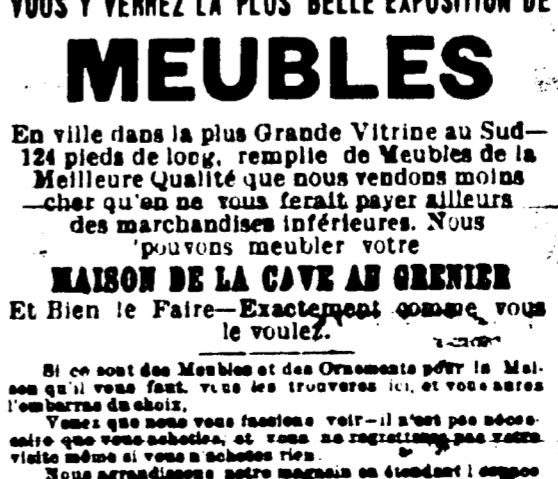 VOUS Y VERREZ LA PLUS BELLE EXPOSITION DE
MEUBLES
En ville dans la plus Grande Vitrine au Sud—
124 pieds de long, remplie de Meubles de la
Meilleure Qualité que nous vendons moins
cher qu'on ne vous ferait payer ailleurs
des marchandises inférieures. Nous
pouvons meubler votre
MAISON DE LA CAVE AU GRENIER
Et Bien le Faire—Exactement comme vous
le voulez.
Si ce sont des Meubles et des Ornements pour la Mai-
son qu'il vous faut, vous les trouverez ici, et vous aurez
l'embarras du choix,
Venez que nous vous fassions voir—il n'est pas néces-
saire que vous achetiez, et vous ne regretterez pas votre
visite même si vous n'achetez rien.
Nous agrandissons notre magasin en étendant l'espace